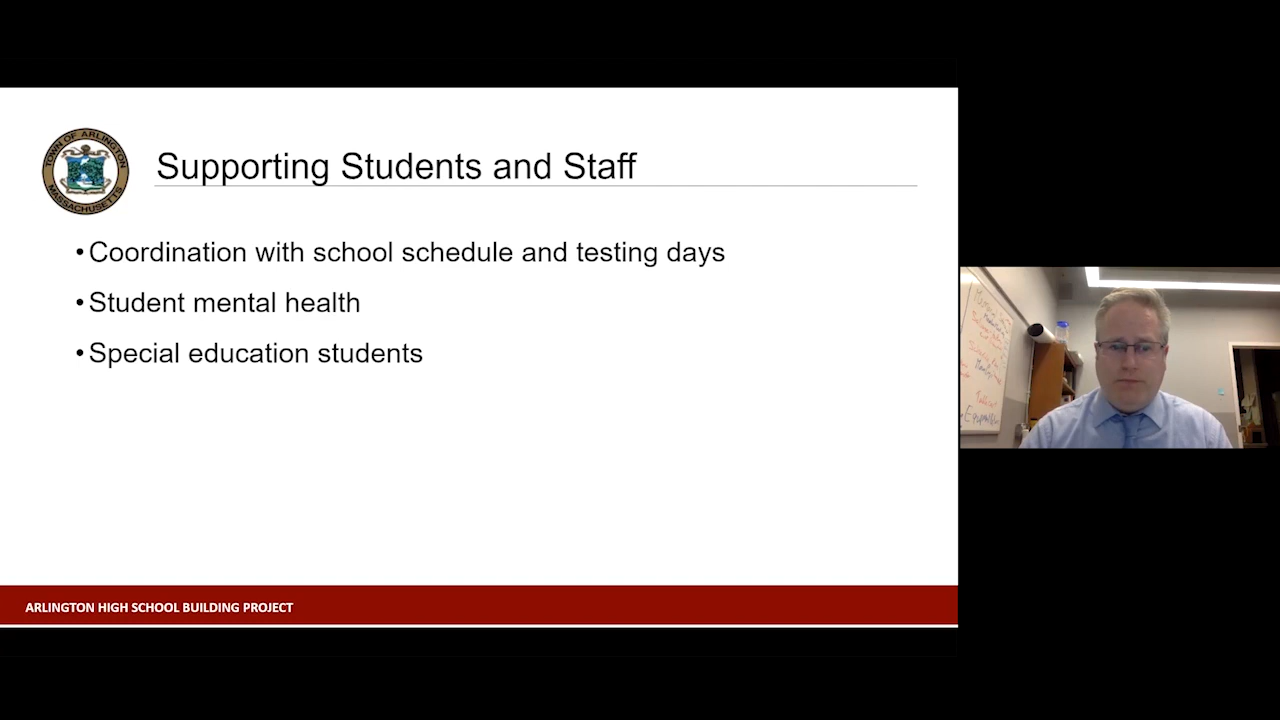 TOWN OF ARLINGTON
MASSACHUSETTS
Supporting Students and Staff
• Coordination with school schedule and testing days
• Student mental health
• Special education students
ARLINGTON HIGH SCHOOL BUILDING PROJECT